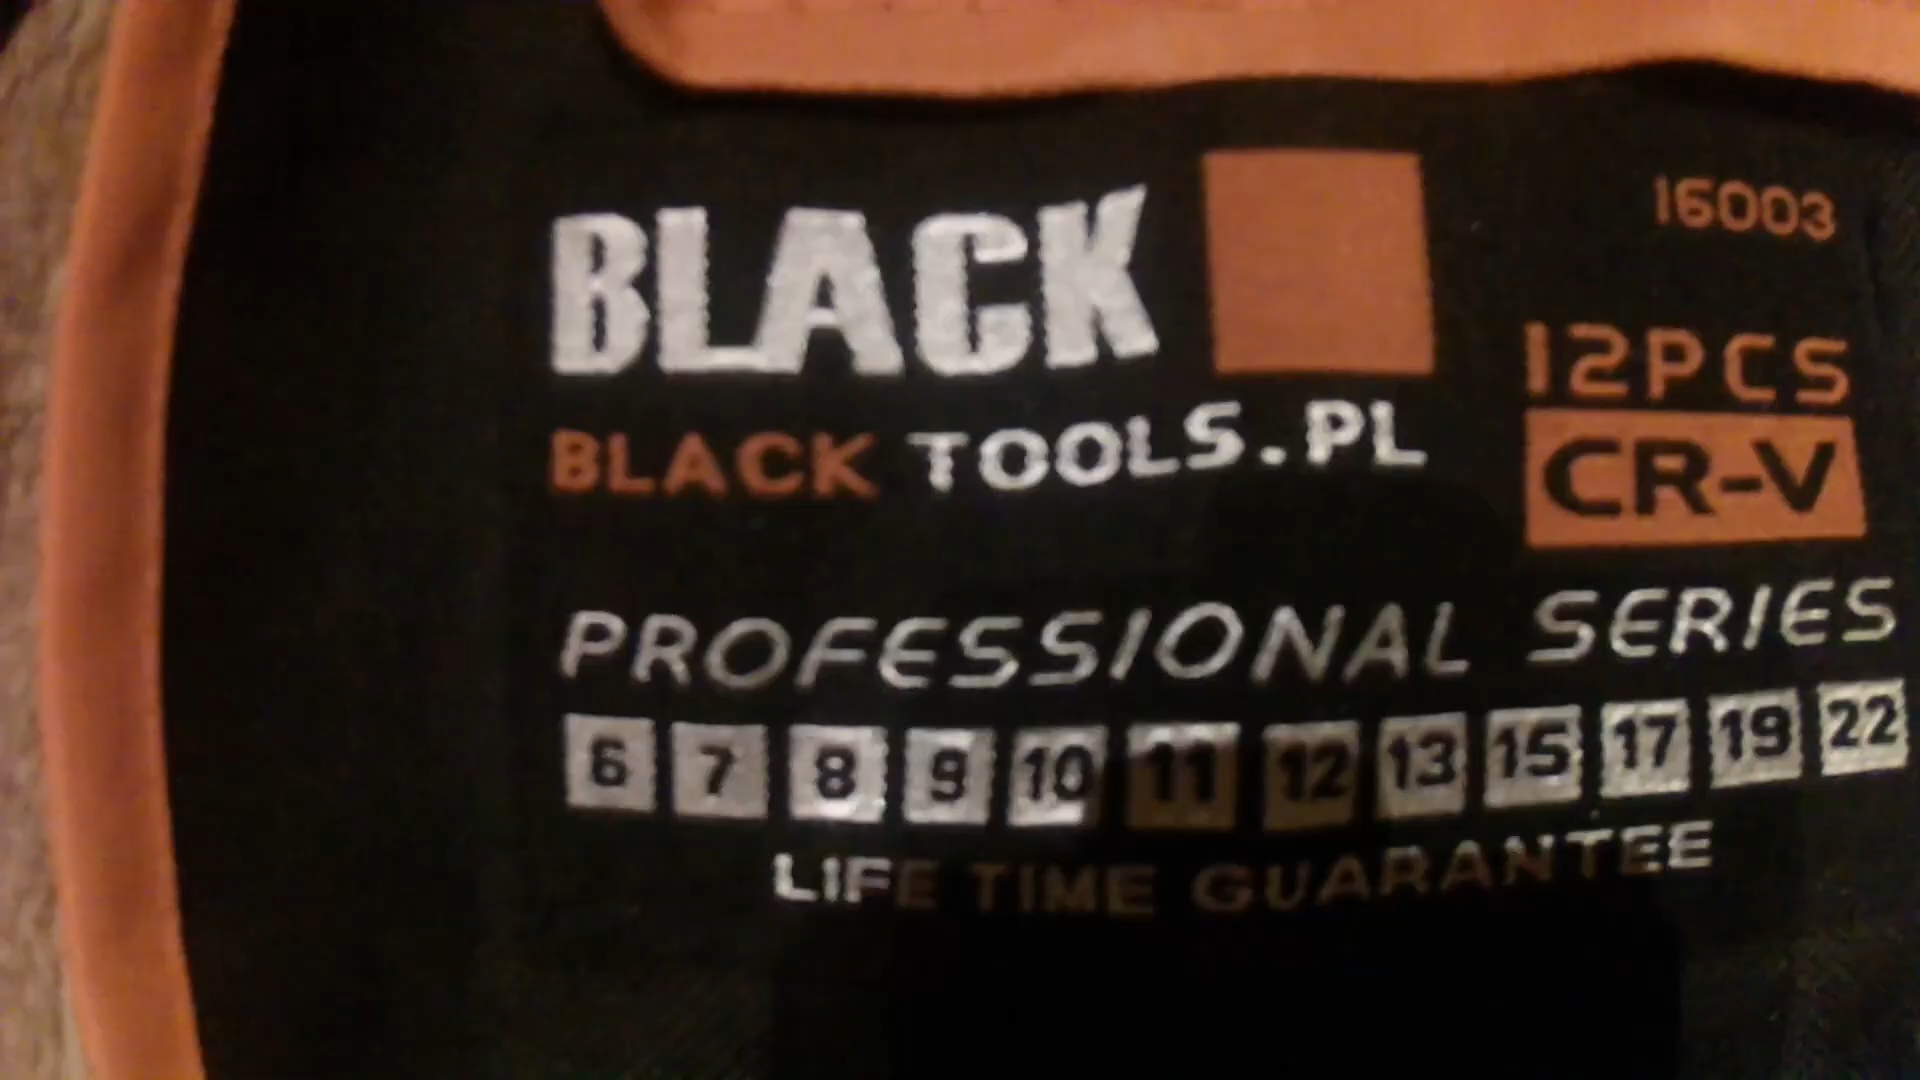 BLACK
16003
12PCS
BLACK TOOLS.PL
CR-V
PROFESSIONAL SERIES
6 7 8 9 10 11 12 13 15 17 19 22
LIFE TIME GUARANTEE